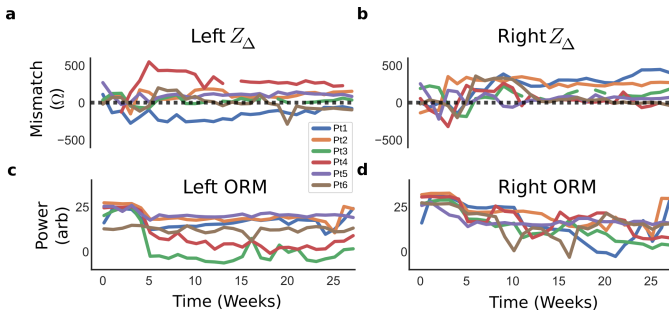 a
b
Left Z_Δ
Right Z_Δ
Mismatch
(Ω)
500
0
−500
500
0
−500
Pt1
Pt2
Pt3
Pt4
Pt5
Pt6
c
d
Left ORM
Right ORM
Power
(arb)
25
0
25
0
0 5 10 15 20 25
0 5 10 15 20 25
Time (Weeks)
Time (Weeks)